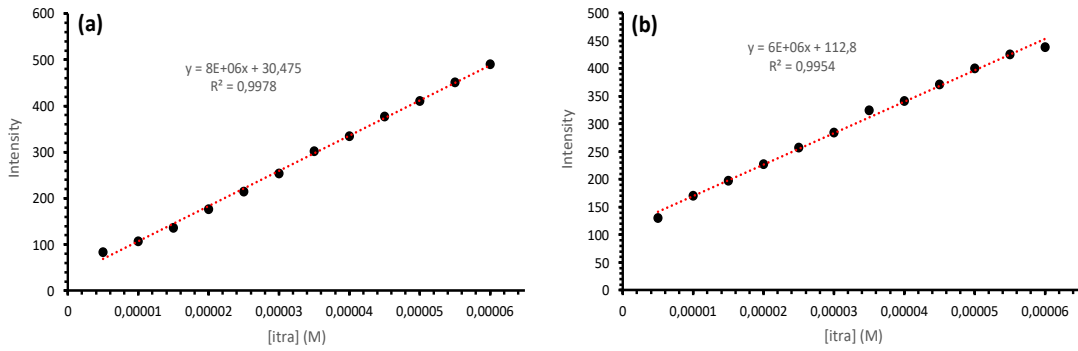 (a)
y = 8E+06x + 30,475
R² = 0,9978
600
500
400
300
200
100
0
Intensity
0 0,00001 0,00002 0,00003 0,00004 0,00005 0,00006
[itra] (M)
(b)
y = 6E+06x + 112,8
R² = 0,9954
500
450
400
350
300
250
200
150
100
50
0
Intensity
0 0,00001 0,00002 0,00003 0,00004 0,00005 0,00006
[itra] (M)